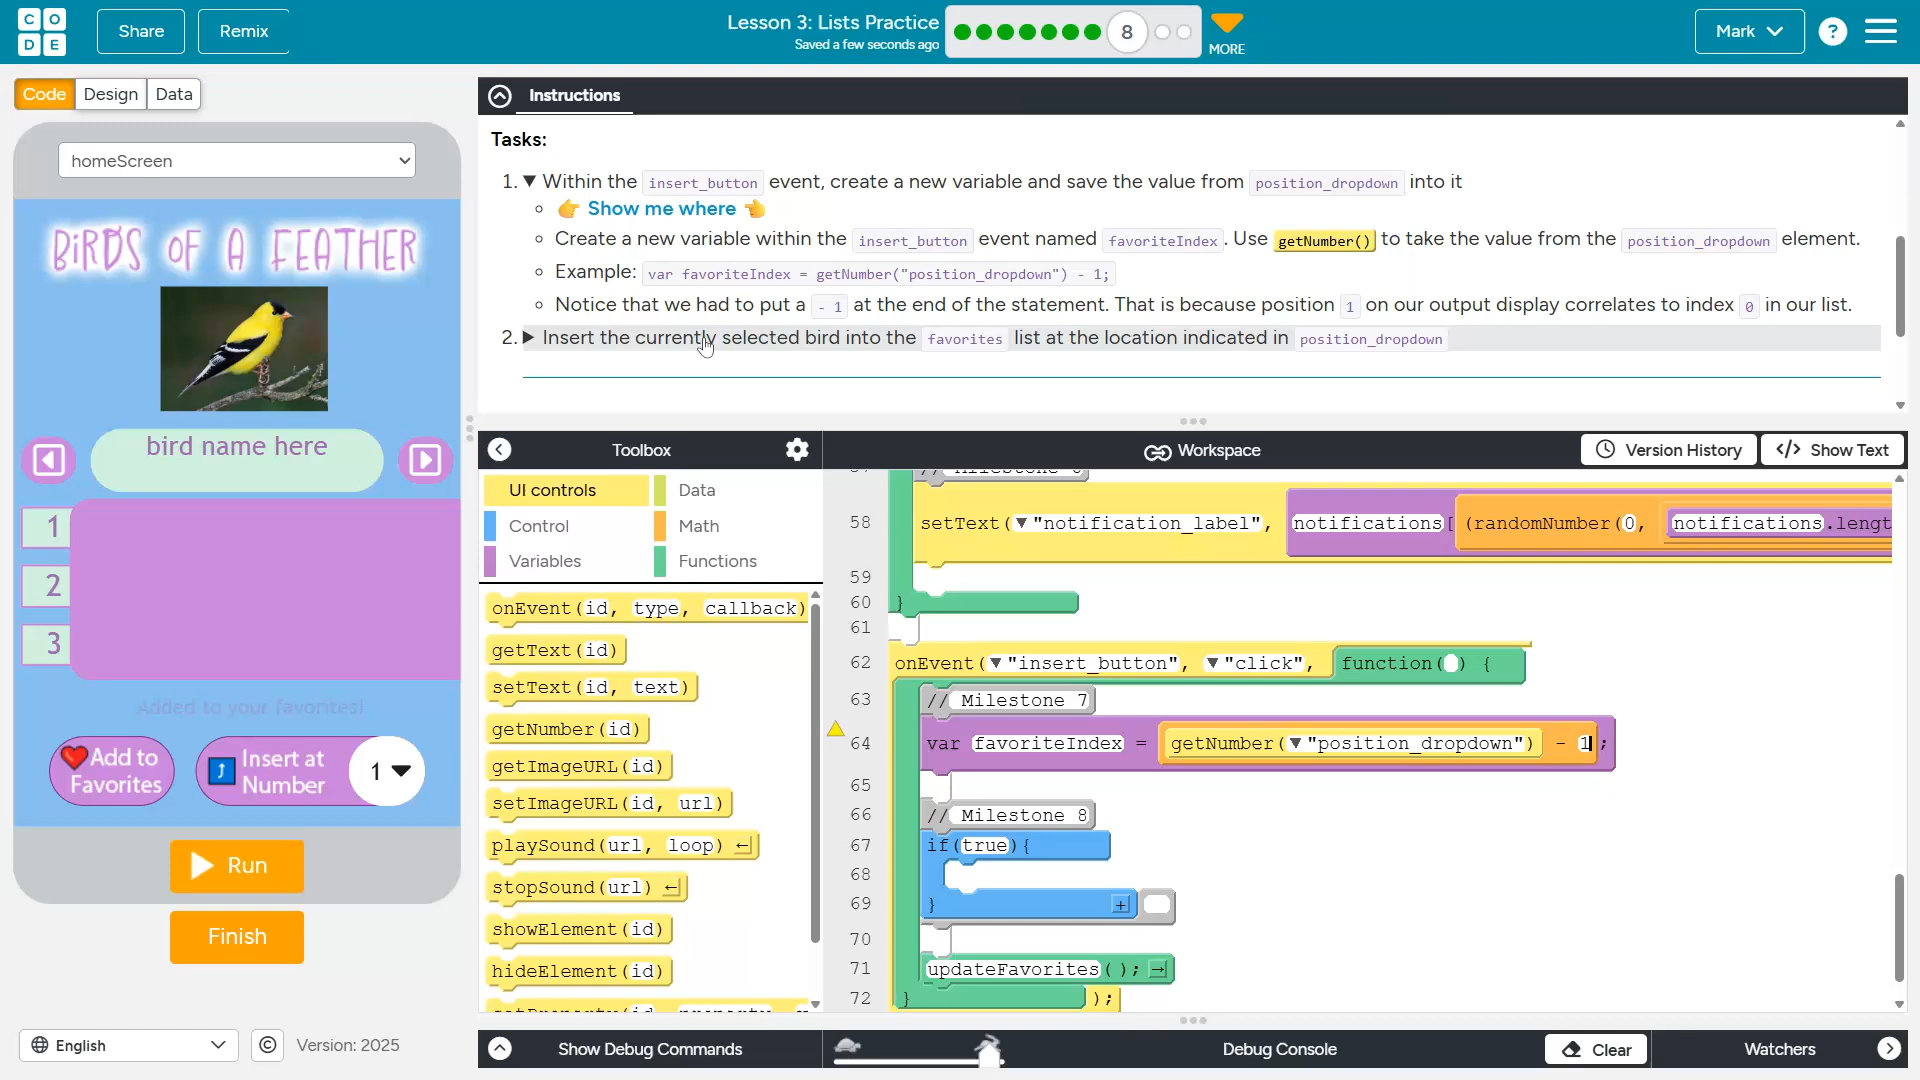 CODE
Share
Remix
Lesson 3: Lists Practice
Saved a few seconds ago
8
MORE
Mark
?
Code
Design
Data
homeScreen
BIRDS OF A FEATHER
bird name here
1
2
3
Added to your favorites!
Add to Favorites
Insert at Number
1
Run
Finish
English
©
Version: 2025
Instructions
Tasks:
1. ▼ Within the insert_button event, create a new variable and save the value from position_dropdown into it
👉 Show me where 👈
Create a new variable within the insert_button event named favoriteIndex. Use getNumber() to take the value from the position_dropdown element.
Example: var favoriteIndex = getNumber("position_dropdown") - 1;
Notice that we had to put a - 1 at the end of the statement. That is because position 1 on our output display correlates to index 0 in our list.
2. ▶ Insert the currently selected bird into the favorites list at the location indicated in position_dropdown
Toolbox
Workspace
Version History
</> Show Text
UI controls
Data
Control
Math
Variables
Functions
onEvent(id, type, callback)
getText(id)
setText(id, text)
getNumber(id)
getImageURL(id)
setImageURL(id, url)
playSound(url, loop)
stopSound(url)
showElement(id)
hideElement(id)
58 setText(▼"notification_label", notifications[(randomNumber(0, notifications.lengt
59
60 }
61
62 onEvent(▼"insert_button", ▼"click", function( ) {
63 // Milestone 7
64 var favoriteIndex = getNumber(▼"position_dropdown") - 1;
65
66 // Milestone 8
67 if(true){
68
69 } +
70
71 updateFavorites();
72 } );
Show Debug Commands
Debug Console
Clear
Watchers